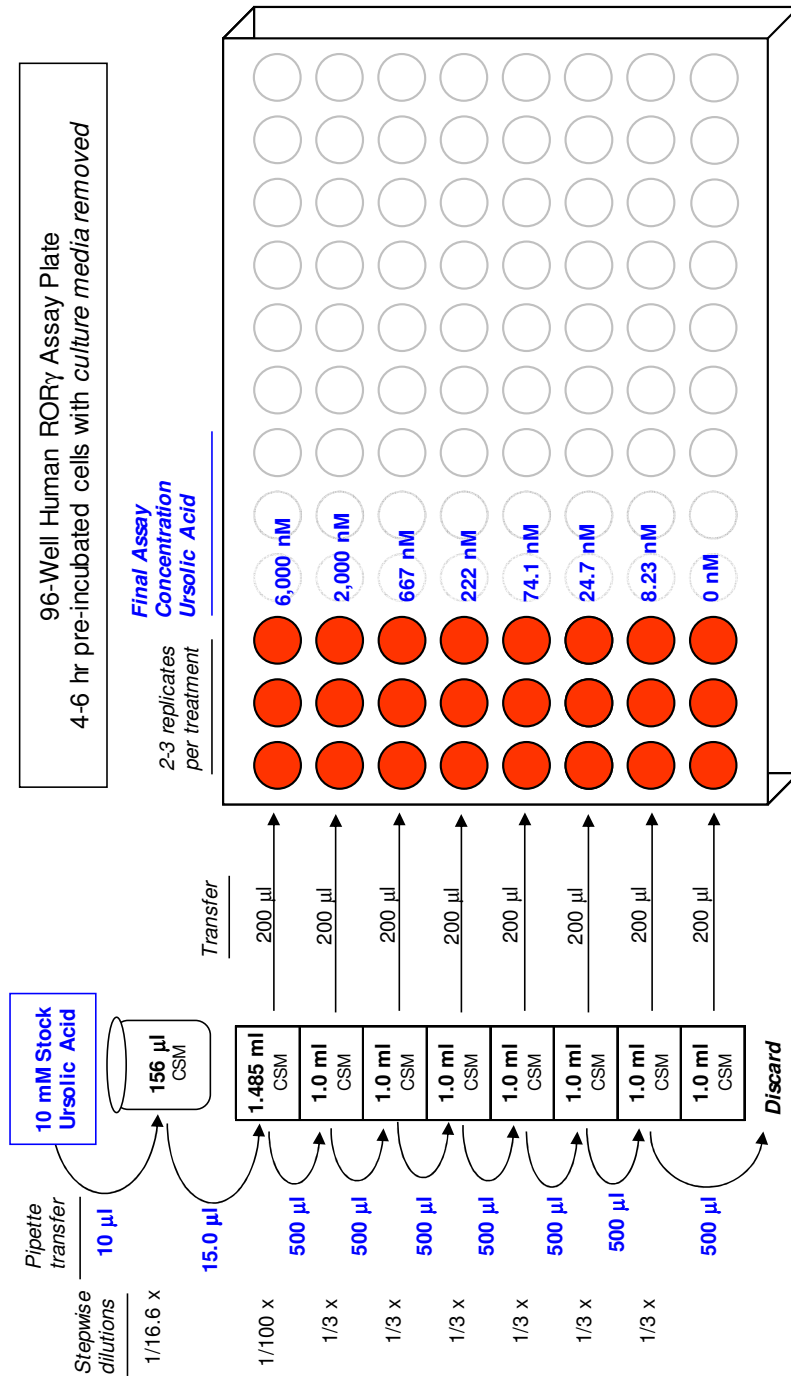 96-Well Human RORγ Assay Plate
4-6 hr pre-incubated cells with culture media removed
Stepwise
dilutions
Pipette
transfer
10 mM Stock
Ursolic Acid
Transfer
2-3 replicates
per treatment
Final Assay
Concentration
Ursolic Acid
1/16.6 x
10 µl
156 µl
CSM
15.0 µl
1/100 x
1.485 ml
CSM
200 µl
6,000 nM
500 µl
1/3 x
1.0 ml
CSM
200 µl
2,000 nM
500 µl
1/3 x
1.0 ml
CSM
200 µl
667 nM
500 µl
1/3 x
1.0 ml
CSM
200 µl
222 nM
500 µl
1/3 x
1.0 ml
CSM
200 µl
74.1 nM
500 µl
1/3 x
1.0 ml
CSM
200 µl
24.7 nM
500 µl
1/3 x
1.0 ml
CSM
200 µl
8.23 nM
500 µl
1.0 ml
CSM
200 µl
0 nM
Discard